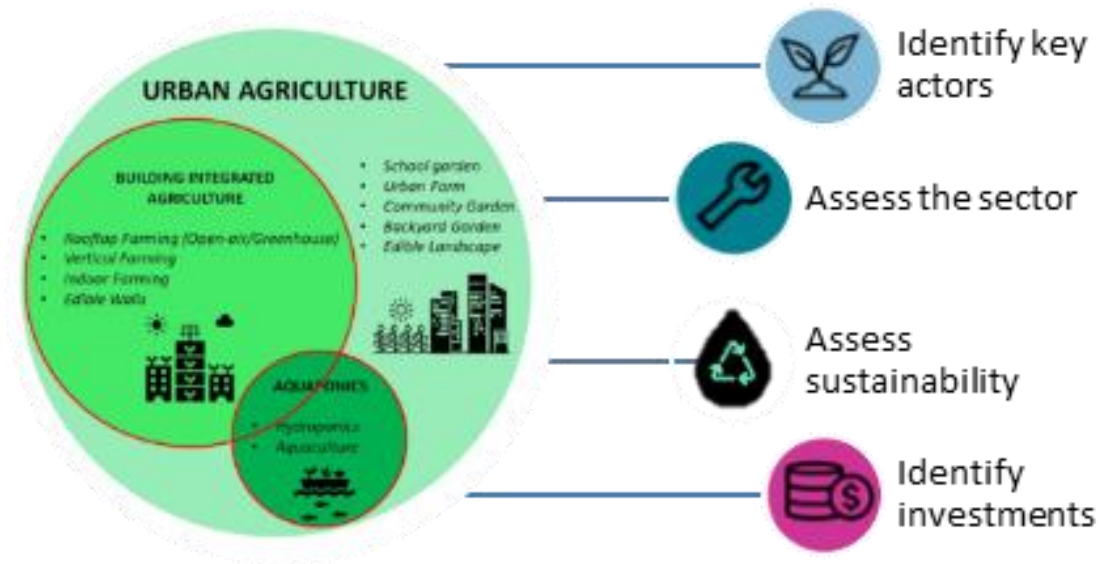 URBAN AGRICULTURE
BUILDING INTEGRATED
AGRICULTURE
• Rooftop Farming (Open-air/Greenhouse)
• Vertical Farming
• Indoor Farming
• Edible Walls
• School garden
• Urban Farm
• Community Garden
• Backyard Garden
• Edible Landscape
AQUAPONICS
• Hydroponics
• Aquaculture
Identify key
actors
Assess the sector
Assess
sustainability
$
Identify
investments